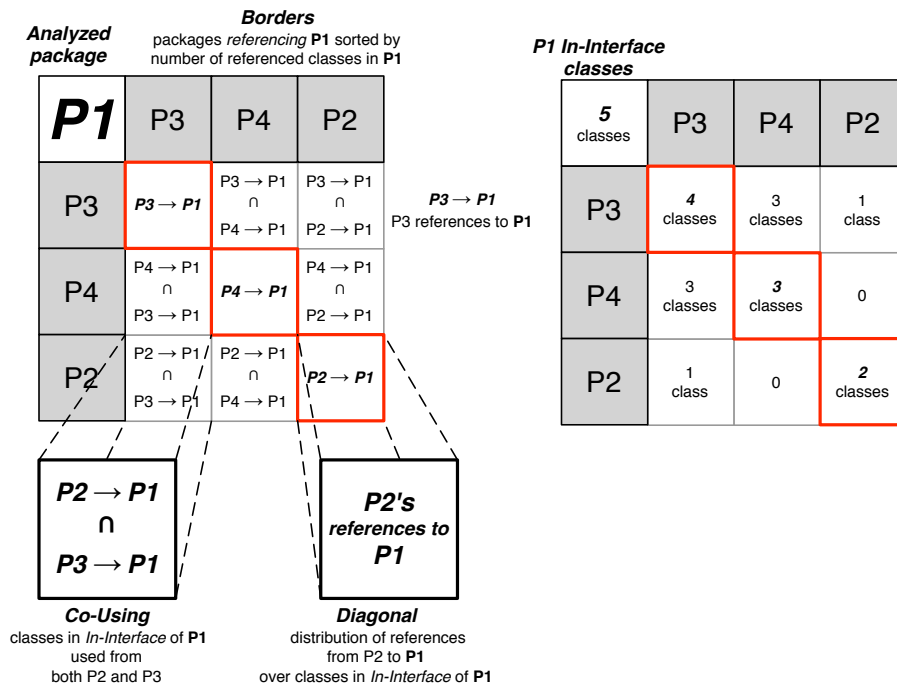 Analyzed
package
Borders
packages referencing P1 sorted by
number of referenced classes in P1
P1
P3
P4
P2
P3
P3 → P1
P3 → P1
∩
P4 → P1
P3 → P1
∩
P2 → P1
P4
P4 → P1
∩
P3 → P1
P4 → P1
P4 → P1
∩
P2 → P1
P2
P2 → P1
∩
P3 → P1
P2 → P1
∩
P4 → P1
P2 → P1
P3 → P1
P3 references to P1
P2 → P1
∩
P3 → P1
Co-Using
classes in In-Interface of P1
used from
both P2 and P3
P2's
references to
P1
Diagonal
distribution of references
from P2 to P1
over classes in In-Interface of P1
P1 In-Interface
classes
5
classes
P3
P4
P2
P3
4
classes
3
classes
1
class
P4
3
classes
3
classes
0
P2
1
class
0
2
classes